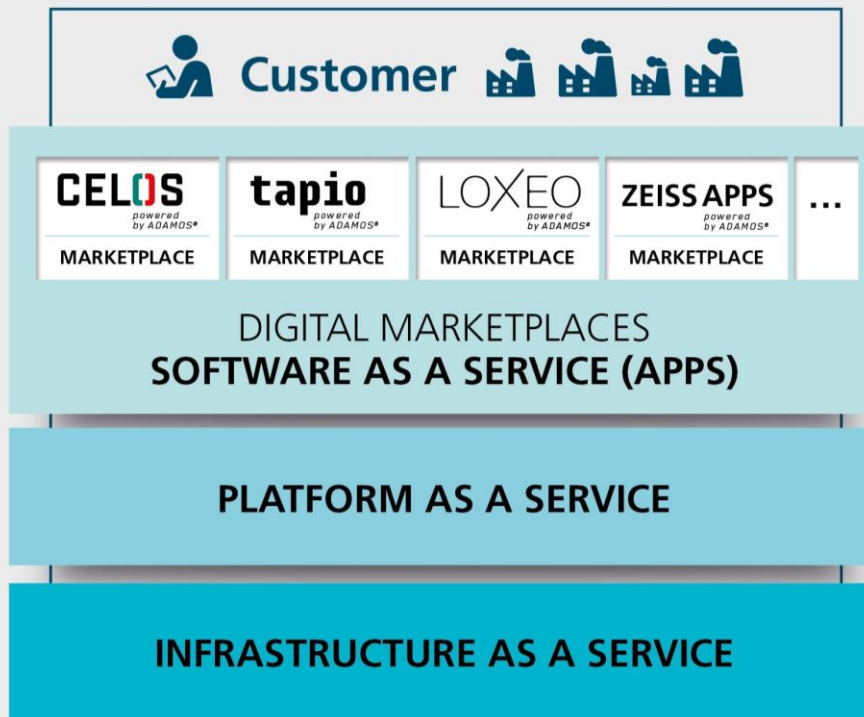 Customer
CELOS
powered
by ADAMOS®
MARKETPLACE
tapio
powered
by ADAMOS®
MARKETPLACE
LOXEO
powered
by ADAMOS®
MARKETPLACE
ZEISS APPS
powered
by ADAMOS®
MARKETPLACE
...
DIGITAL MARKETPLACES
SOFTWARE AS A SERVICE (APPS)
PLATFORM AS A SERVICE
INFRASTRUCTURE AS A SERVICE